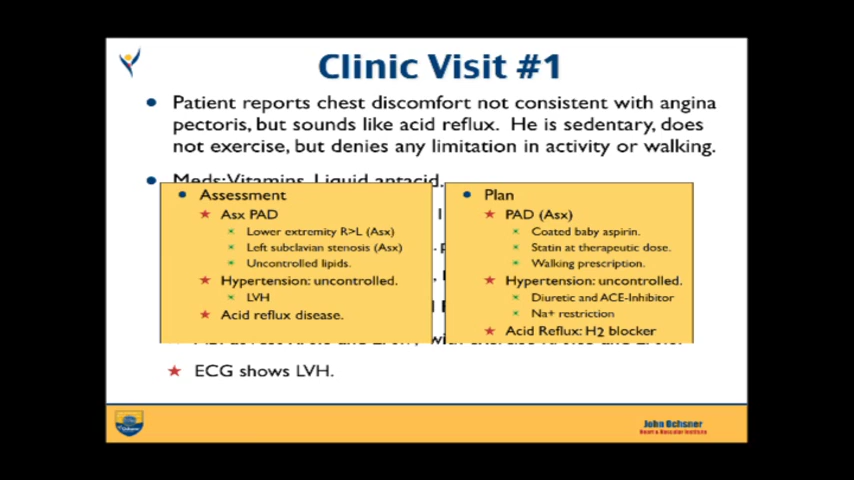 Clinic Visit #1
Patient reports chest discomfort not consistent with angina
pectoris, but sounds like acid reflux. He is sedentary, does
not exercise, but denies any limitation in activity or walking.
Meds: Vitamins, Liquid antacid.
Assessment
Asx PAD
Lower extremity R>L (Asx)
Left subclavian stenosis (Asx)
Uncontrolled lipids.
Hypertension: uncontrolled.
LVH
Acid reflux disease.
Plan
PAD (Asx)
Coated baby aspirin.
Statin at therapeutic dose.
Walking prescription.
Hypertension: uncontrolled.
Diuretic and ACE-Inhibitor
Na+ restriction
Acid Reflux: H2 blocker
ECG shows LVH.
Ochsner
John Ochsner
Heart & Vascular Institute